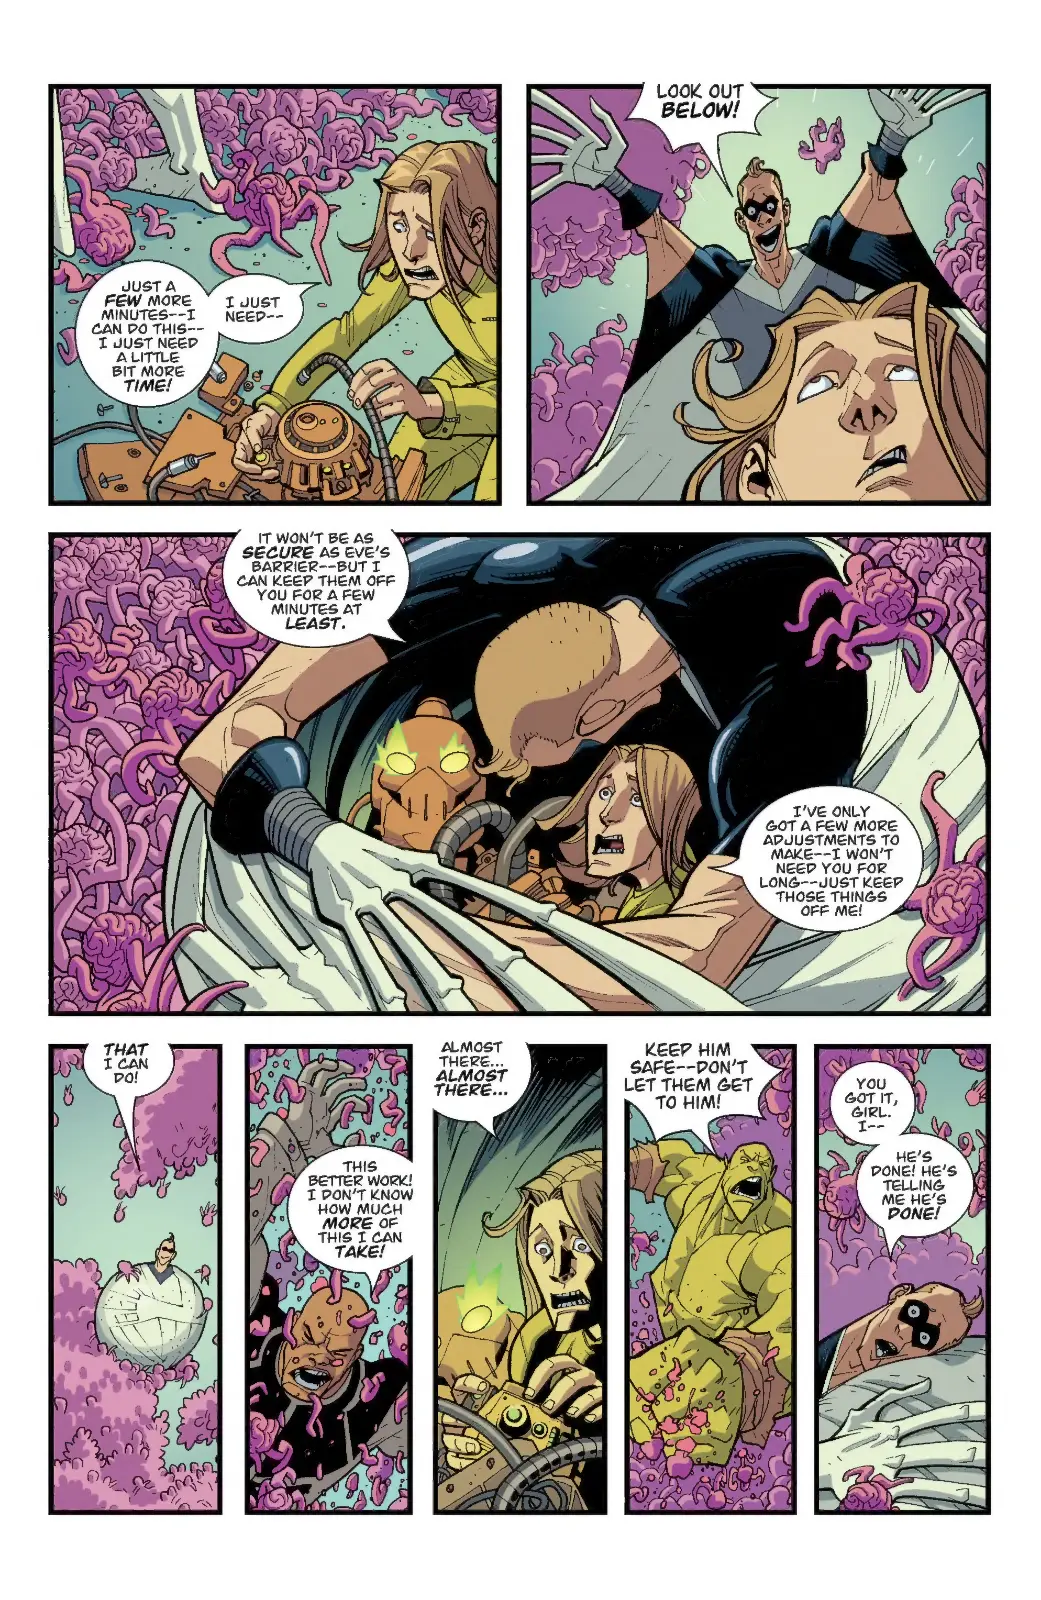 JUST A
FEW MORE
MINUTES--I
CAN DO THIS--
I JUST NEED
A LITTLE
BIT MORE
TIME!
I JUST
NEED--
LOOK OUT
BELOW!
IT WON'T BE AS
SECURE AS EVE'S
BARRIER--BUT I
CAN KEEP THEM OFF
YOU FOR A FEW
MINUTES AT
LEAST.
I'VE ONLY
GOT A FEW MORE
ADJUSTMENTS TO
MAKE--I WON'T
NEED YOU FOR
LONG--JUST KEEP
THOSE THINGS
OFF ME!
THAT
I CAN
DO!
THIS
BETTER WORK!
I DON'T KNOW
HOW MUCH
MORE OF
THIS I CAN
TAKE!
ALMOST
THERE...
ALMOST
THERE...
KEEP HIM
SAFE--DON'T
LET THEM GET
TO HIM!
YOU
GOT IT,
GIRL.
I--
HE'S
DONE! HE'S
TELLING
ME HE'S
DONE!